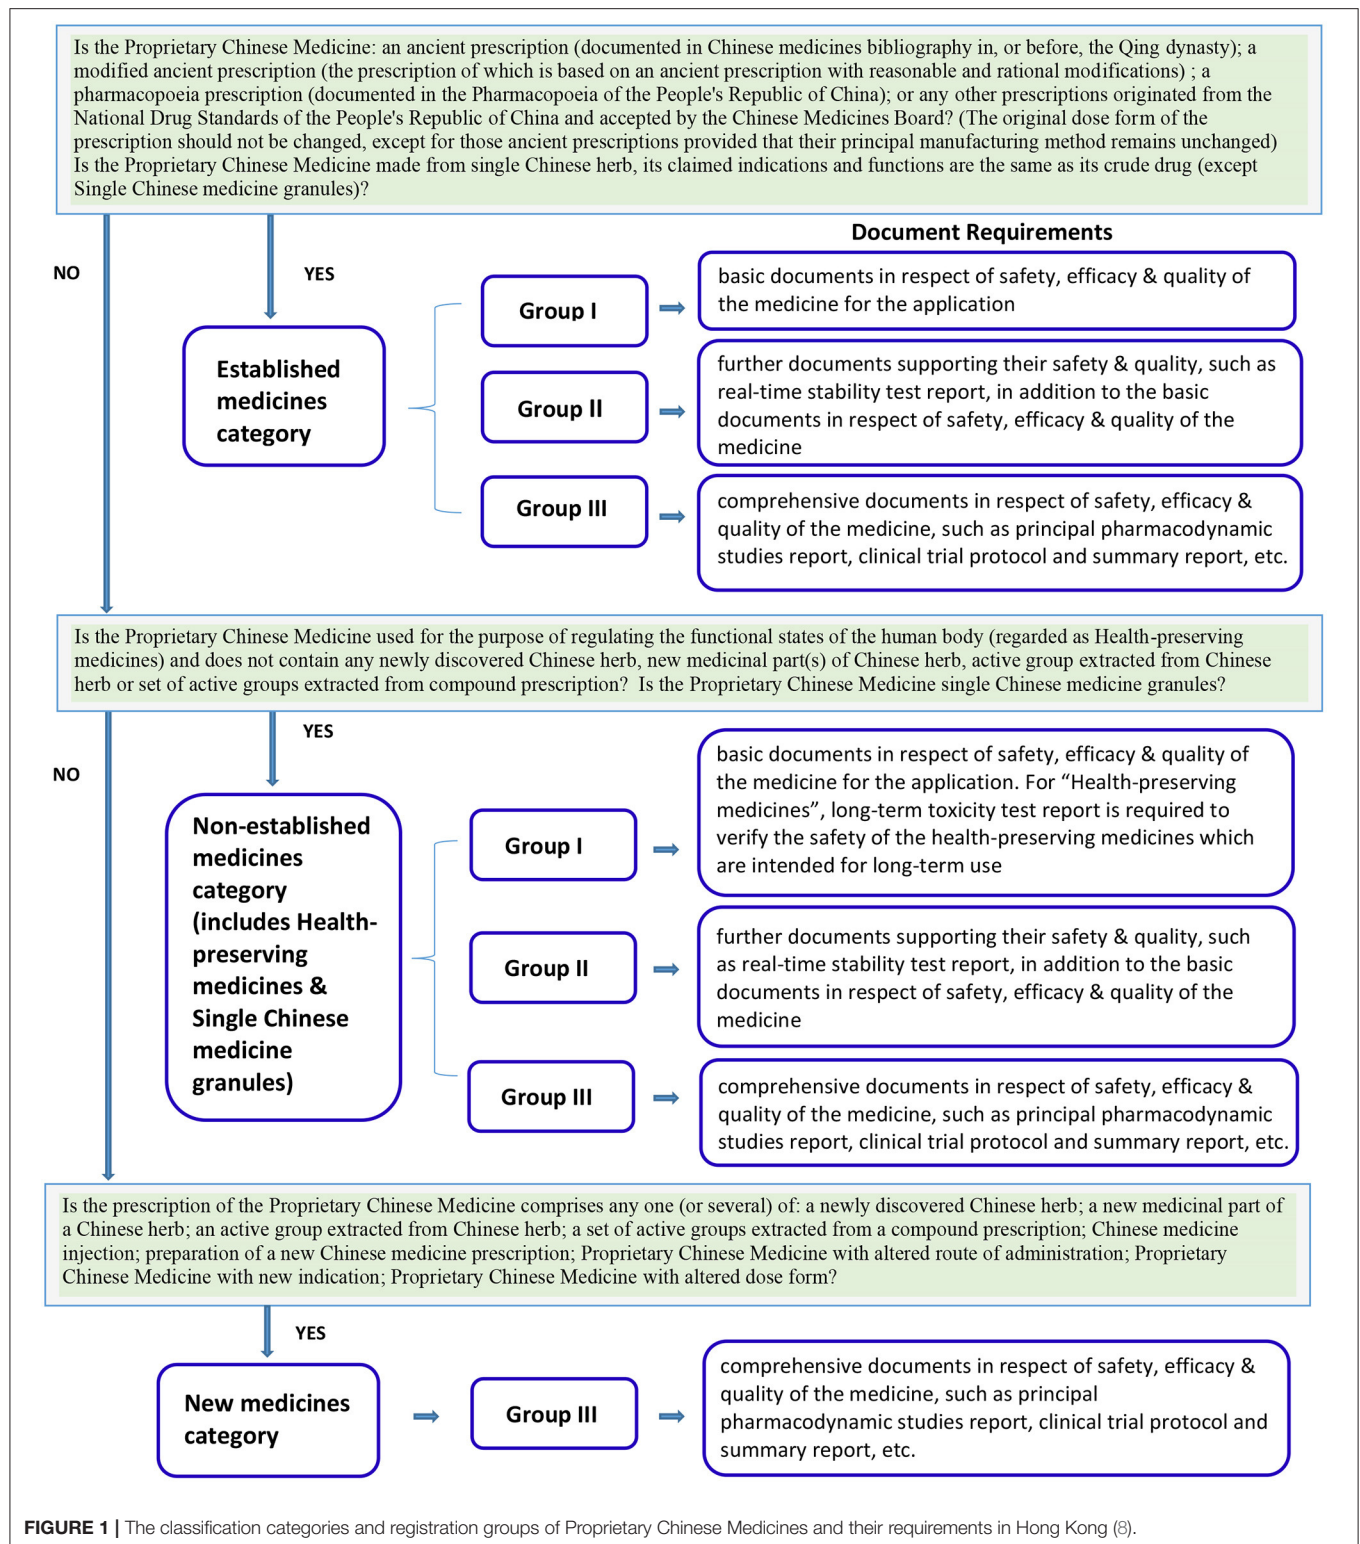 Is the Proprietary Chinese Medicine: an ancient prescription (documented in Chinese medicines bibliography in, or before, the Qing dynasty); a
modified ancient prescription (the prescription of which is based on an ancient prescription with reasonable and rational modifications) ; a
pharmacopoeia prescription (documented in the Pharmacopoeia of the People's Republic of China); or any other prescriptions originated from the
National Drug Standards of the People's Republic of China and accepted by the Chinese Medicines Board? (The original dose form of the
prescription should not be changed, except for those ancient prescriptions provided that their principal manufacturing method remains unchanged)
Is the Proprietary Chinese Medicine made from single Chinese herb, its claimed indications and functions are the same as its crude drug (except
Single Chinese medicine granules)?
NO
YES
Document Requirements
Established
medicines
category
Group I
basic documents in respect of safety, efficacy & quality of
the medicine for the application
Group II
further documents supporting their safety & quality, such as
real-time stability test report, in addition to the basic
documents in respect of safety, efficacy & quality of the
medicine
Group III
comprehensive documents in respect of safety, efficacy &
quality of the medicine, such as principal pharmacodynamic
studies report, clinical trial protocol and summary report, etc.
Is the Proprietary Chinese Medicine used for the purpose of regulating the functional states of the human body (regarded as Health-preserving
medicines) and does not contain any newly discovered Chinese herb, new medicinal part(s) of Chinese herb, active group extracted from Chinese
herb or set of active groups extracted from compound prescription? Is the Proprietary Chinese Medicine single Chinese medicine granules?
NO
YES
Non-established
medicines
category
(includes Health-
preserving
medicines &
Single Chinese
medicine
granules)
Group I
basic documents in respect of safety, efficacy & quality of
the medicine for the application. For “Health-preserving
medicines”, long-term toxicity test report is required to
verify the safety of the health-preserving medicines which
are intended for long-term use
Group II
further documents supporting their safety & quality, such
as real-time stability test report, in addition to the basic
documents in respect of safety, efficacy & quality of the
medicine
Group III
comprehensive documents in respect of safety, efficacy &
quality of the medicine, such as principal pharmacodynamic
studies report, clinical trial protocol and summary report, etc.
Is the prescription of the Proprietary Chinese Medicine comprises any one (or several) of: a newly discovered Chinese herb; a new medicinal part of
a Chinese herb; an active group extracted from Chinese herb; a set of active groups extracted from a compound prescription; Chinese medicine
injection; preparation of a new Chinese medicine prescription; Proprietary Chinese Medicine with altered route of administration; Proprietary
Chinese Medicine with new indication; Proprietary Chinese Medicine with altered dose form?
YES
New medicines
category
Group III
comprehensive documents in respect of safety, efficacy &
quality of the medicine, such as principal
pharmacodynamic studies report, clinical trial protocol and
summary report, etc.
FIGURE 1 | The classification categories and registration groups of Proprietary Chinese Medicines and their requirements in Hong Kong (8).